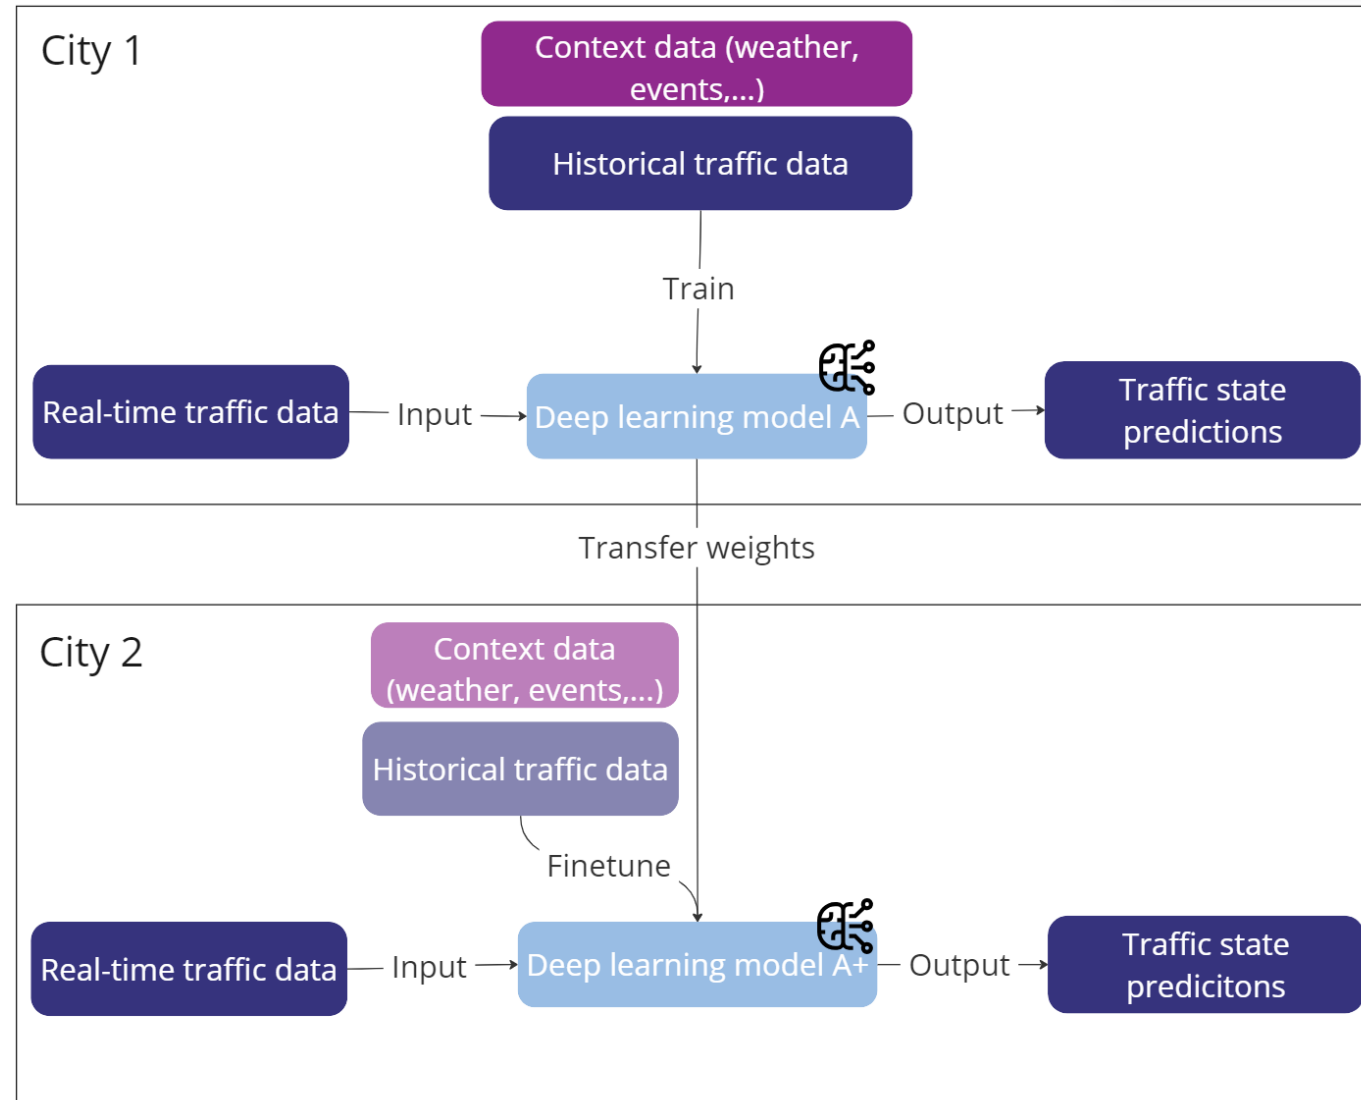 City 1
Context data (weather,
events,...)
Historical traffic data
Train
Real-time traffic data
Input
Deep learning model A
Output
Traffic state
predictions
Transfer weights
City 2
Context data
(weather, events,...)
Historical traffic data
Finetune
Real-time traffic data
Input
Deep learning model A+
Output
Traffic state
predicitons